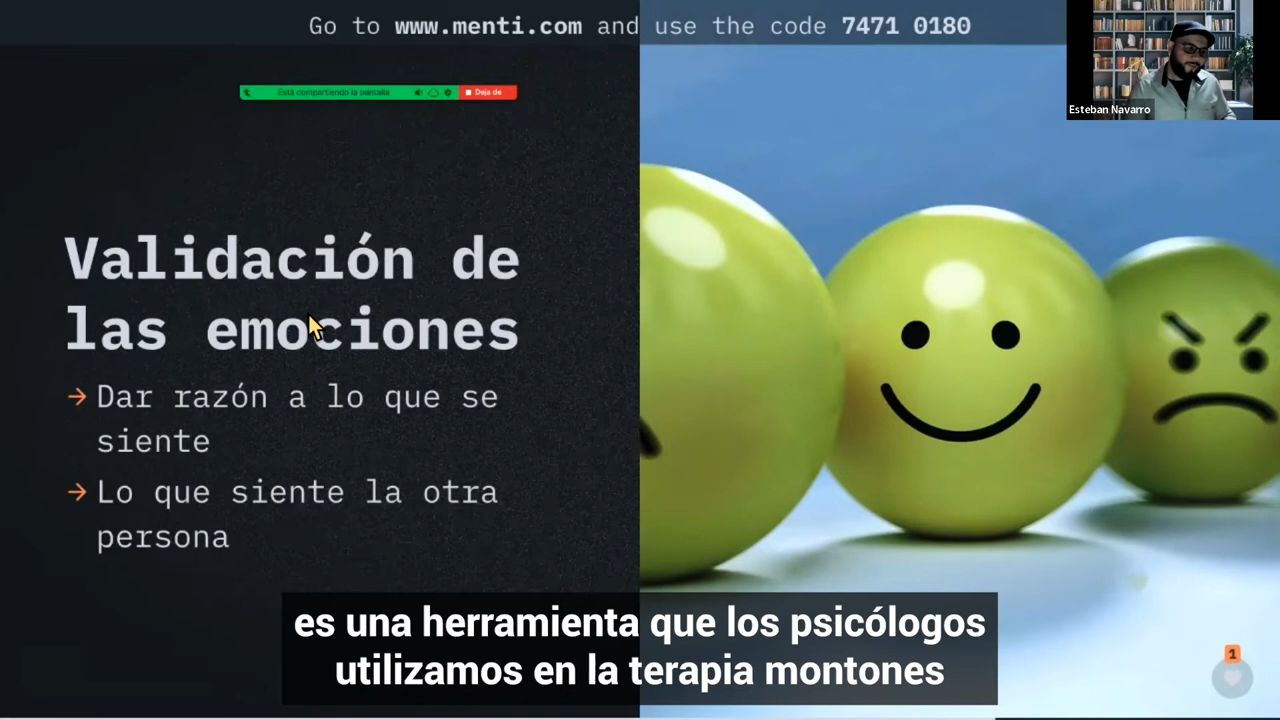 Go to www.menti.com and use the code 7471 0180
Esteban Navarro
Está compartiendo la pantalla
Deja de
Validación de
las emociones
→ Dar razón a lo que se
siente
→ Lo que siente la otra
persona
es una herramienta que los psicólogos
utilizamos en la terapia montones
1